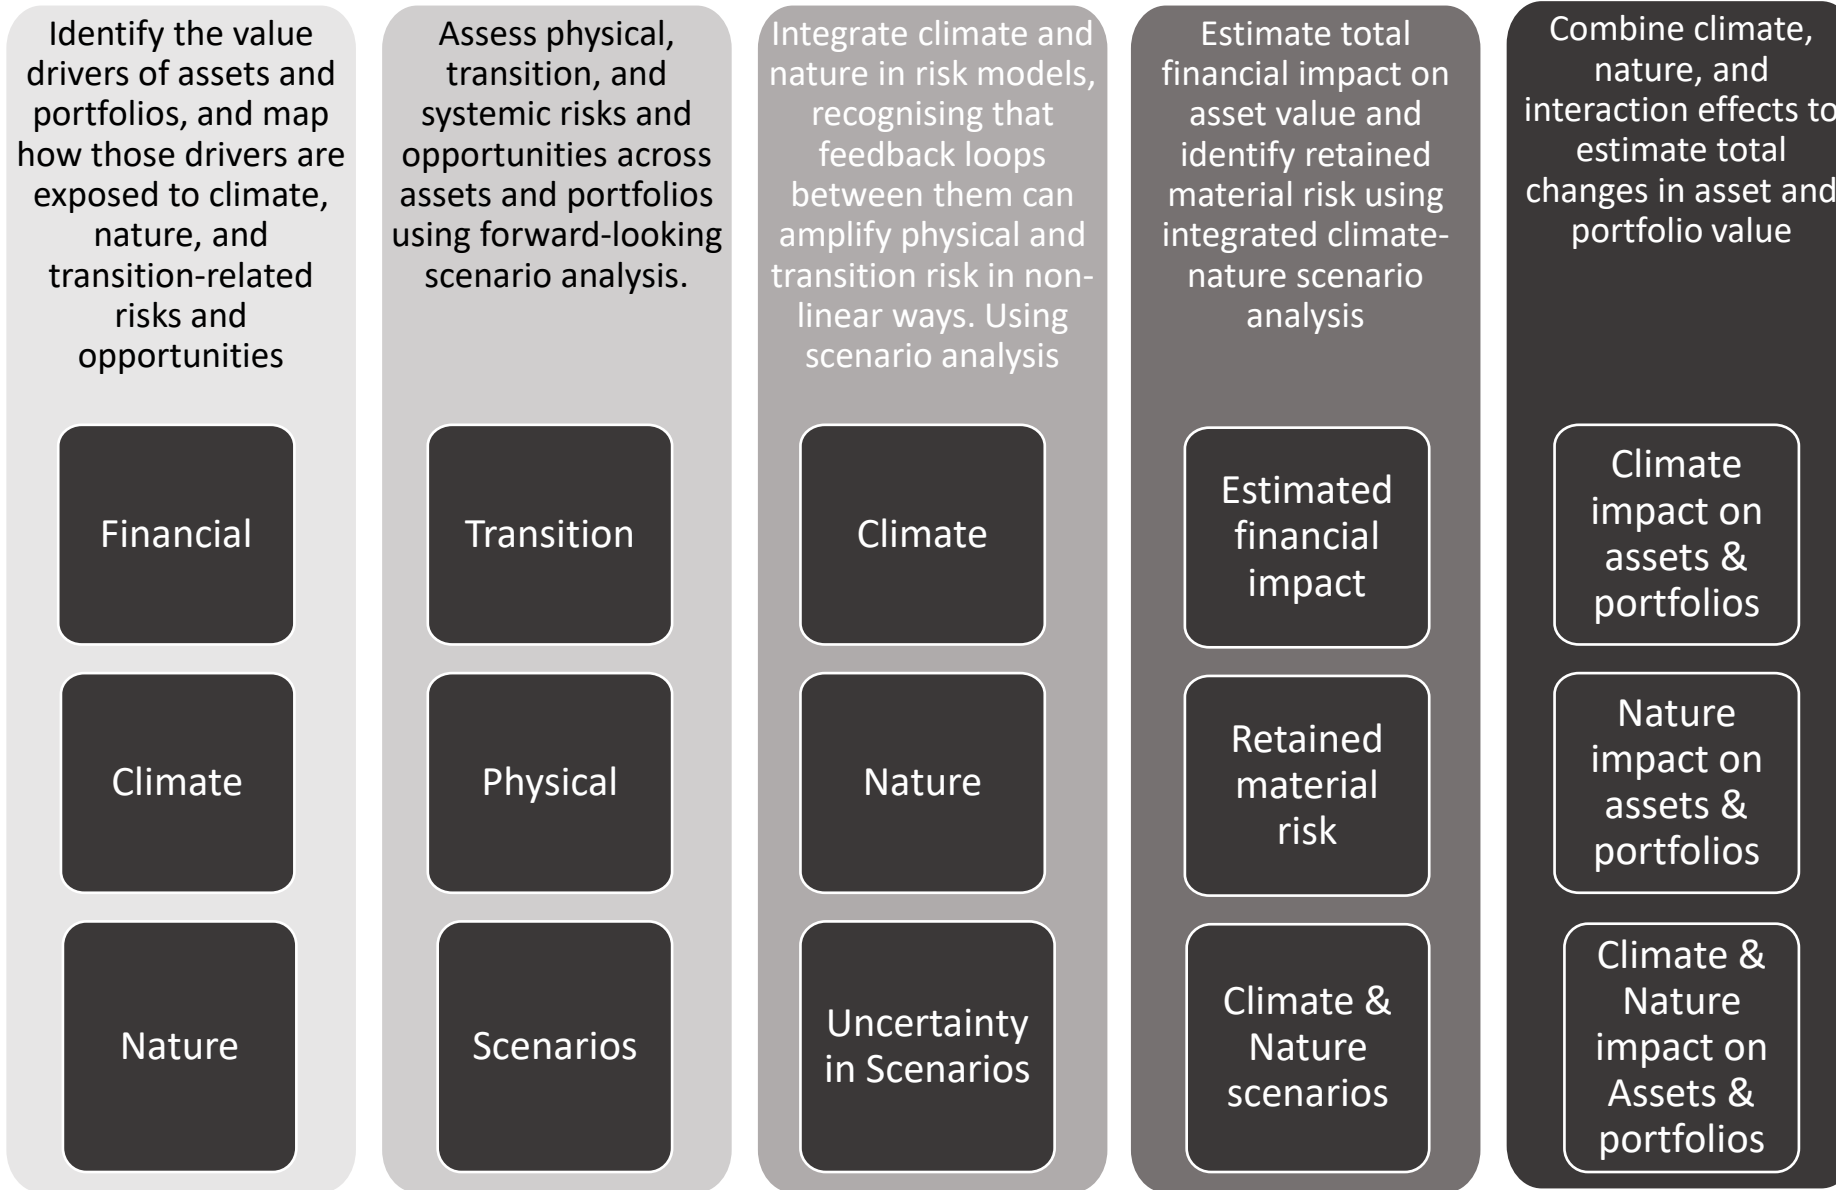 Identify the value
drivers of assets and
portfolios, and map
how those drivers are
exposed to climate,
nature, and
transition-related
risks and
opportunities
Financial
Climate
Nature
Assess physical,
transition, and
systemic risks and
opportunities across
assets and portfolios
using forward-looking
scenario analysis.
Transition
Physical
Scenarios
Integrate climate and
nature in risk models,
recognising that
feedback loops
between them can
amplify physical and
transition risk in non-
linear ways. Using
scenario analysis
Climate
Nature
Uncertainty
in Scenarios
Estimate total
financial impact on
asset value and
identify retained
material risk using
integrated climate-
nature scenario
analysis
Estimated
financial
impact
Retained
material
risk
Climate &
Nature
scenarios
Combine climate,
nature, and
interaction effects to
estimate total
changes in asset and
portfolio value
Climate
impact on
assets &
portfolios
Nature
impact on
assets &
portfolios
Climate &
Nature
impact on
Assets &
portfolios